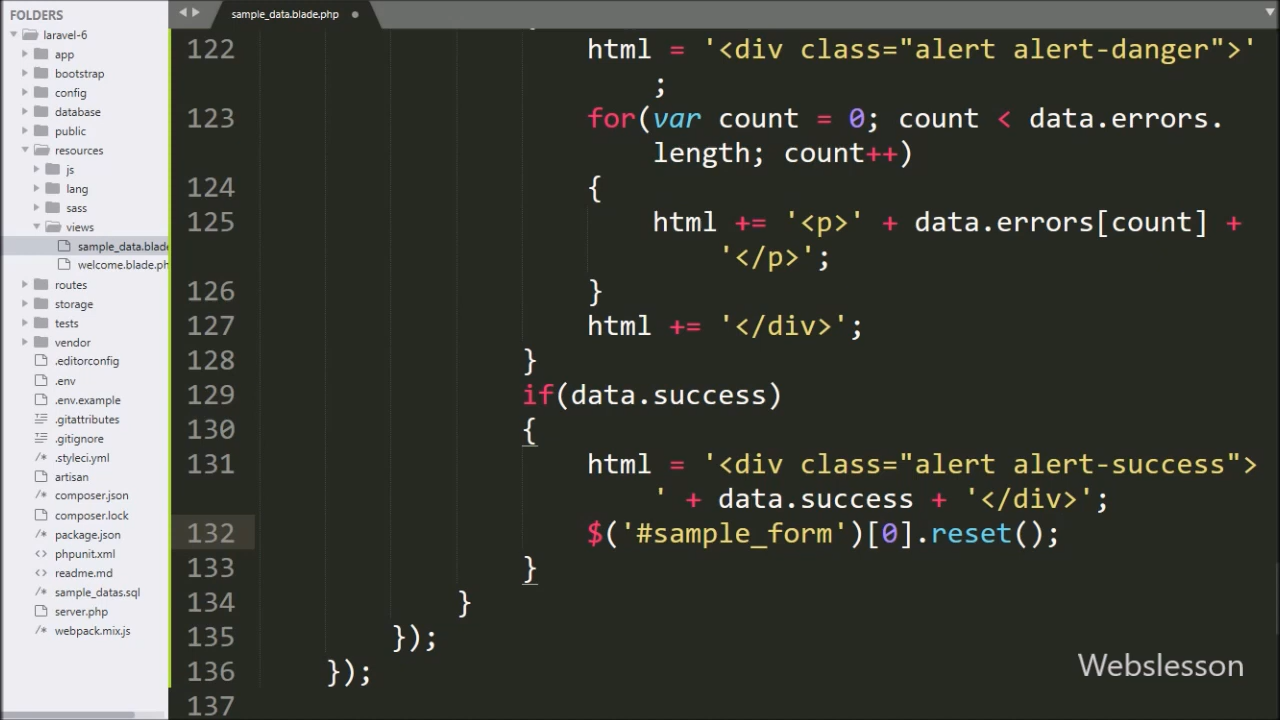 FOLDERS
laravel-6
app
bootstrap
config
database
public
resources
js
lang
sass
views
sample_data.blade
welcome.blade.ph
routes
storage
tests
vendor
.editorconfig
.env
.env.example
.gitattributes
.gitignore
.styleci.yml
artisan
composer.json
composer.lock
package.json
phpunit.xml
readme.md
sample_datas.sql
server.php
webpack.mix.js
sample_data.blade.php
122 html = '<div class="alert alert-danger">'
;
123 for(var count = 0; count < data.errors.
length; count++)
124 {
125 html += '<p>' + data.errors[count] +
'</p>';
126 }
127 html += '</div>';
128 }
129 if(data.success)
130 {
131 html = '<div class="alert alert-success">
' + data.success + '</div>';
132 $('#sample_form')[0].reset();
133 }
134 }
135 });
136 });
137
Webslesson